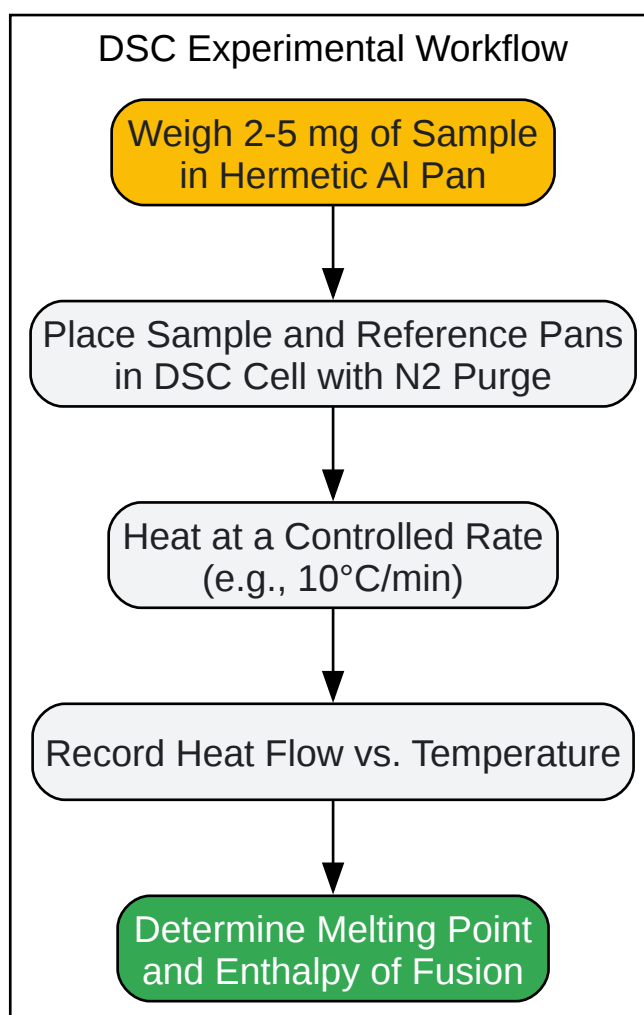 DSC Experimental Workflow
Weigh 2-5 mg of Sample
in Hermetic Al Pan
Place Sample and Reference Pans
in DSC Cell with N2 Purge
Heat at a Controlled Rate
(e.g., 10°C/min)
Record Heat Flow vs. Temperature
Determine Melting Point
and Enthalpy of Fusion